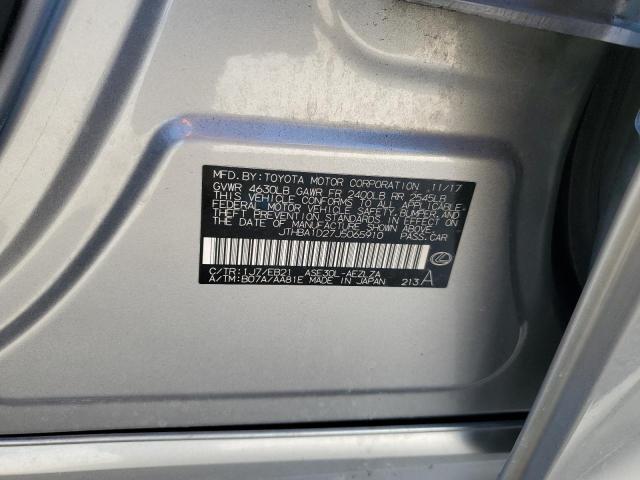 MFD. BY: TOYOTA MOTOR CORPORATION 11/17
GVWR 4630LB GAWR FR 2400LB RR 2645LB
THIS VEHICLE CONFORMS TO ALL APPLICABLE
FEDERAL MOTOR VEHICLE SAFETY, BUMPER, AND
THEFT PREVENTION STANDARDS IN EFFECT ON
THE DATE OF MANUFACTURE SHOWN ABOVE.
JTHBA1D27J5065910 PASS. CAR
C/TR: 1J7/EB21 ASE30L-AEZLZA
A/TM: B07A/AA81E MADE IN JAPAN 213 A